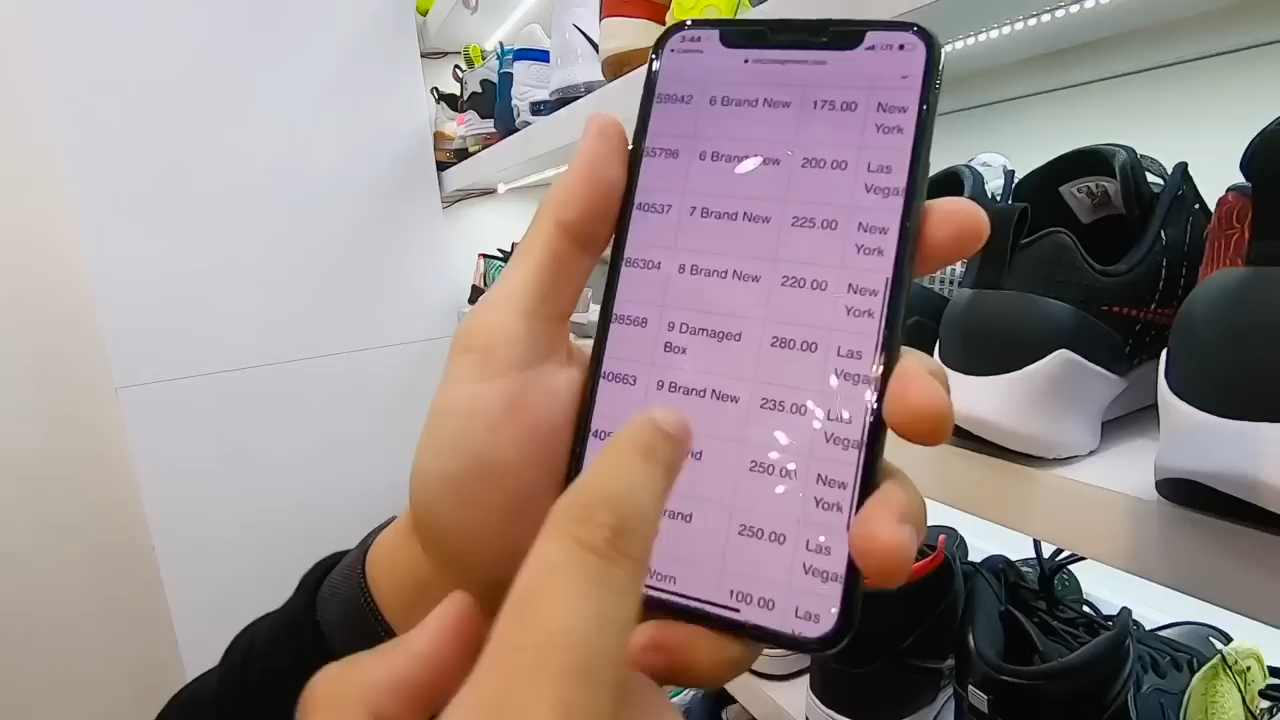 3:44
LTE
59942 6 Brand New 175.00 New York
55796 6 Brand New 200.00 Las Vegas
40537 7 Brand New 225.00 New York
86304 8 Brand New 220.00 New York
98568 9 Damaged Box 280.00 Las Vegas
40663 9 Brand New 235.00 Las Vegas
250.00 New York
rand 250.00 Las Vegas
Worn 100.00 Las